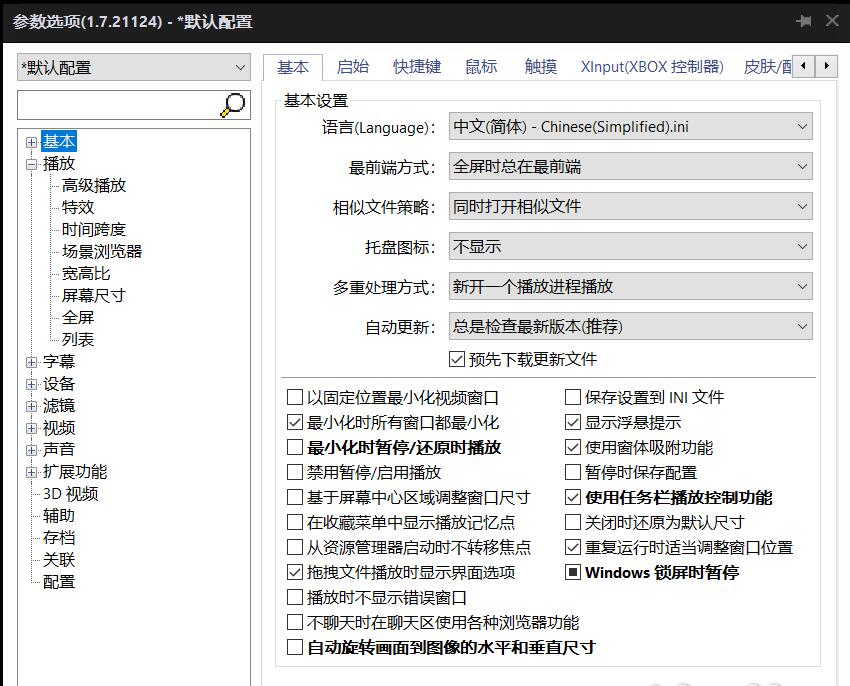 参数选项(1.7.21124) - *默认配置
*默认配置
基本
播放
高级播放
特效
时间跨度
场景浏览器
宽高比
屏幕尺寸
全屏
列表
字幕
设备
滤镜
视频
声音
扩展功能
3D 视频
辅助
存档
关联
配置
基本 启始 快捷键 鼠标 触摸 XInput(XBOX 控制器) 皮肤/配
基本设置
语言(Language)： 中文(简体) - Chinese(Simplified).ini
最前端方式： 全屏时总在最前端
相似文件策略： 同时打开相似文件
托盘图标： 不显示
多重处理方式： 新开一个播放进程播放
自动更新： 总是检查最新版本(推荐)
预先下载更新文件
以固定位置最小化视频窗口
最小化时所有窗口都最小化
最小化时暂停/还原时播放
禁用暂停/启用播放
基于屏幕中心区域调整窗口尺寸
在收藏菜单中显示播放记忆点
从资源管理器启动时不转移焦点
拖拽文件播放时显示界面选项
播放时不显示错误窗口
不聊天时在聊天区使用各种浏览器功能
自动旋转画面到图像的水平和垂直尺寸
保存设置到 INI 文件
显示浮悬提示
使用窗体吸附功能
暂停时保存配置
使用任务栏播放控制功能
关闭时还原为默认尺寸
重复运行时适当调整窗口位置
Windows 锁屏时暂停